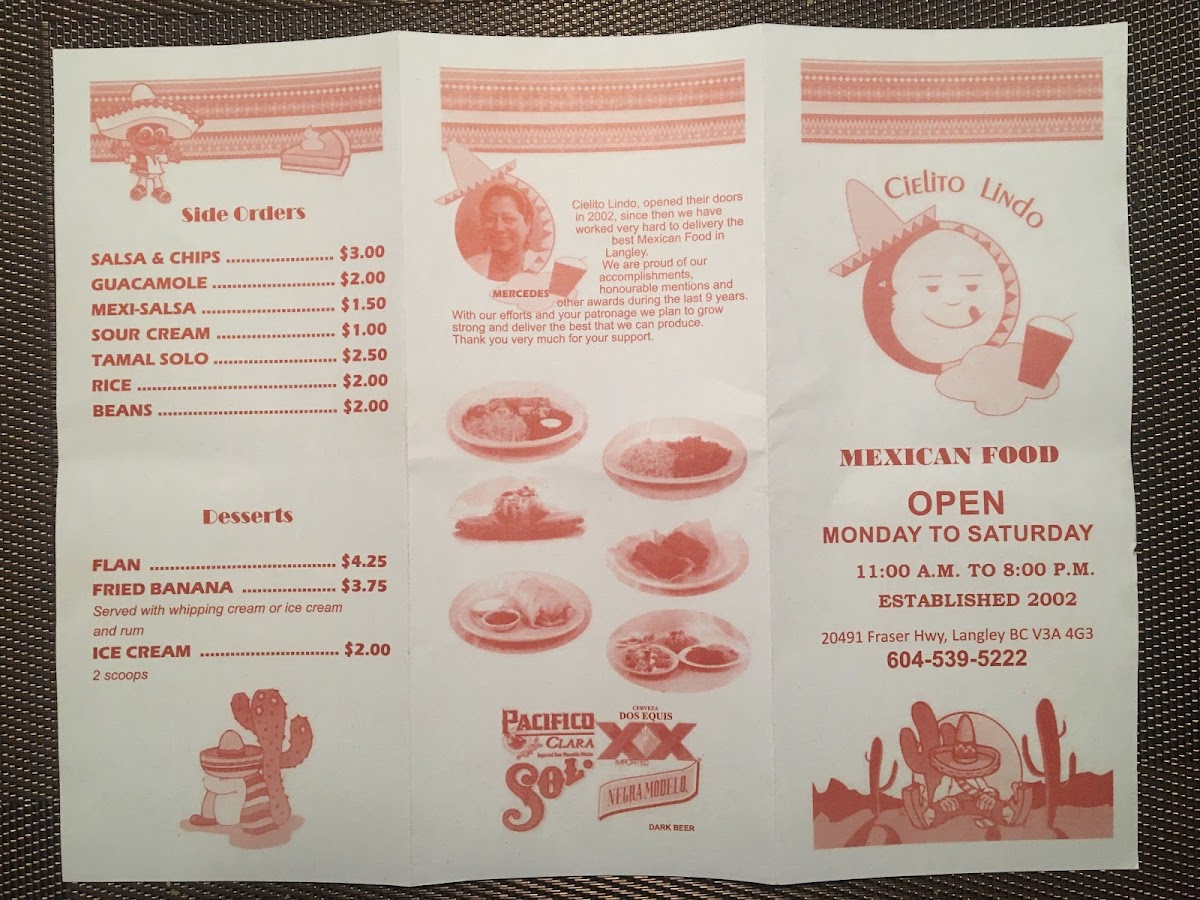 Side Orders
SALSA & CHIPS ..................... $3.00
GUACAMOLE ........................ $2.00
MEXI-SALSA .......................... $1.50
SOUR CREAM ....................... $1.00
TAMAL SOLO ........................ $2.50
RICE ....................................... $2.00
BEANS ................................... $2.00
Desserts
FLAN .................................... $4.25
FRIED BANANA .................. $3.75
Served with whipping cream or ice cream
and rum
ICE CREAM ........................... $2.00
2 scoops
Cielito Lindo, opened their doors
in 2002, since then we have
worked very hard to delivery the
best Mexican Food in
Langley.
We are proud of our
accomplishments,
honourable mentions and
MERCEDES
other awards during the last 9 years.
With our efforts and your patronage we plan to grow
strong and deliver the best that we can produce.
Thank you very much for your support.
PACIFICO
CLARA
CERVEZA
DOS EQUIS
XX
IMPORTED
SOL
NEGRA MODELO
DARK BEER
CIELITO LINDO
MEXICAN FOOD
OPEN
MONDAY TO SATURDAY
11:00 A.M. TO 8:00 P.M.
ESTABLISHED 2002
20491 Fraser Hwy, Langley BC V3A 4G3
604-539-5222